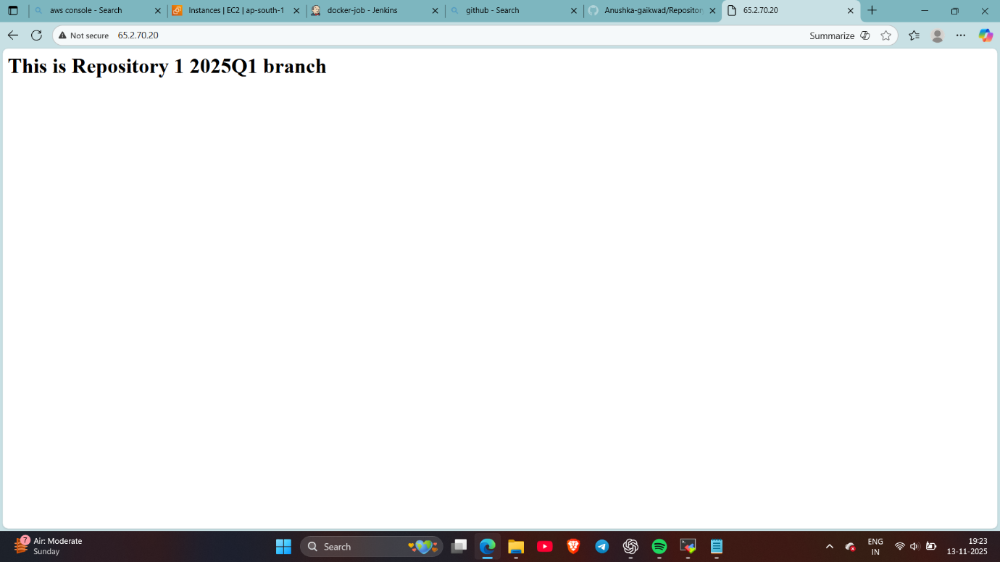 aws console - Search
Instances | EC2 | ap-south-1
docker-job - Jenkins
github - Search
Anushka-gaikwad/Repositor
65.2.70.20
Not secure
65.2.70.20
Summarize
This is Repository 1 2025Q1 branch
7
Air: Moderate
Sunday
Search
ENG
IN
19:23
13-11-2025